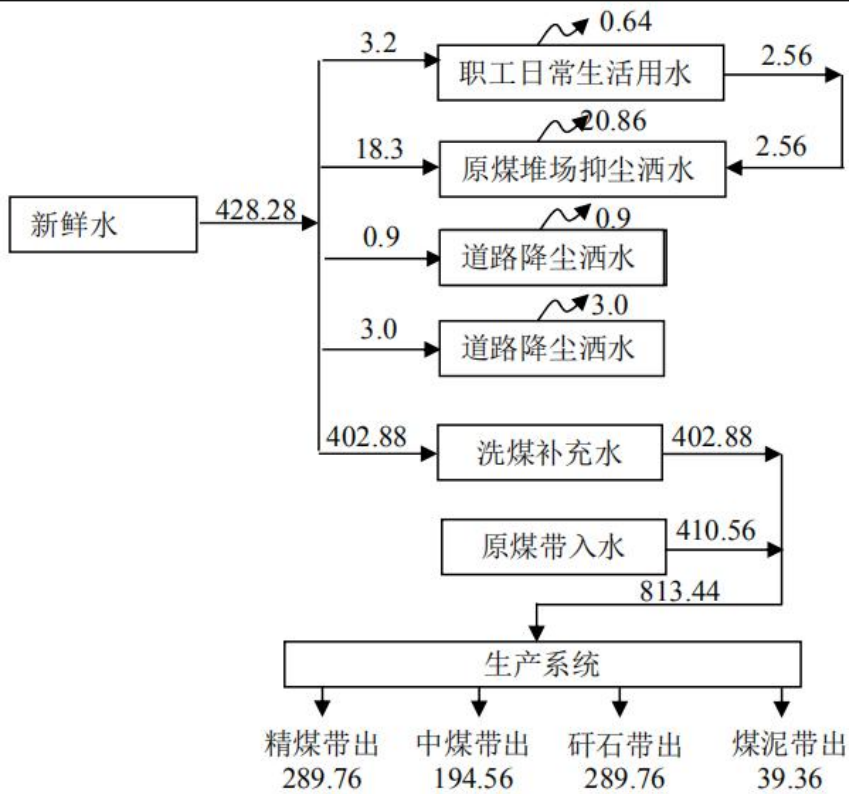 0.64
3.2
职工日常生活用水
2.56
20.86
18.3
原煤堆场抑尘洒水
2.56
新鲜水
428.28
0.9
0.9
道路降尘洒水
3.0
3.0
道路降尘洒水
402.88
洗煤补充水
402.88
原煤带入水
410.56
813.44
生产系统
精煤带出
中煤带出
矸石带出
煤泥带出
289.76
194.56
289.76
39.36